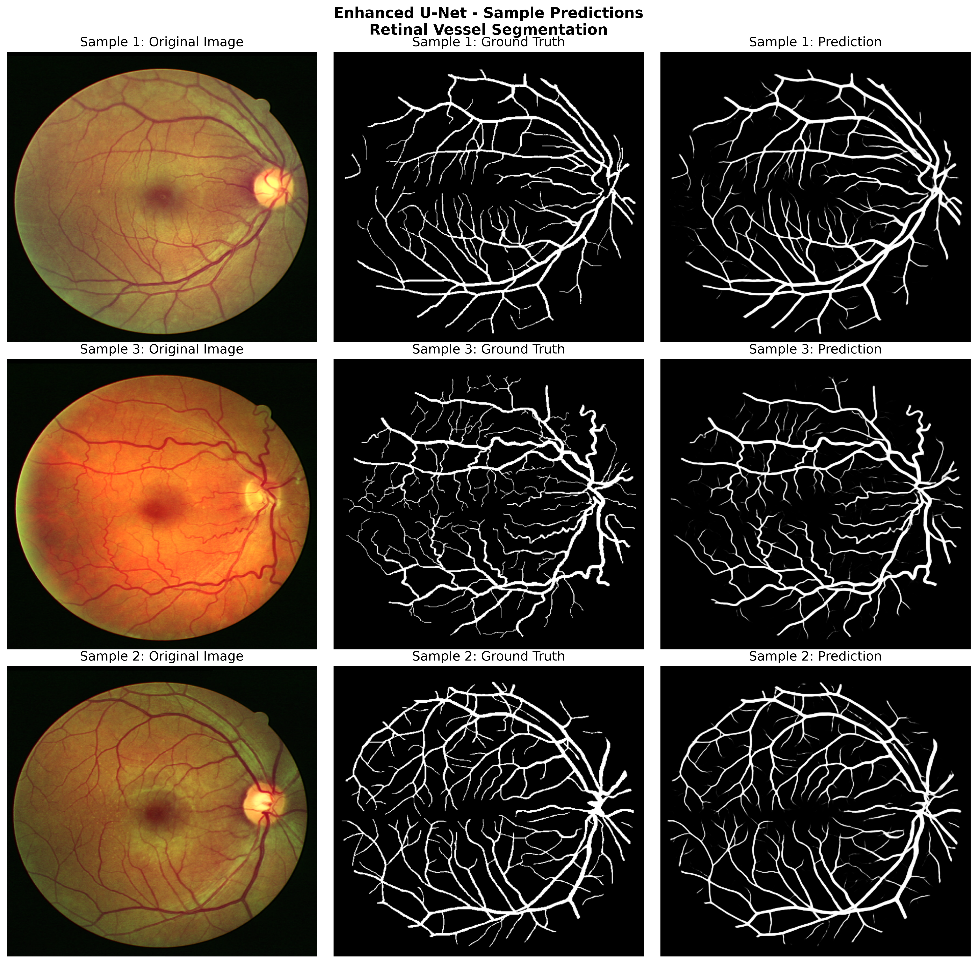 Enhanced U-Net - Sample Predictions
Retinal Vessel Segmentation
Sample 1: Original Image
Sample 1: Ground Truth
Sample 1: Prediction
Sample 3: Original Image
Sample 3: Ground Truth
Sample 3: Prediction
Sample 2: Original Image
Sample 2: Ground Truth
Sample 2: Prediction